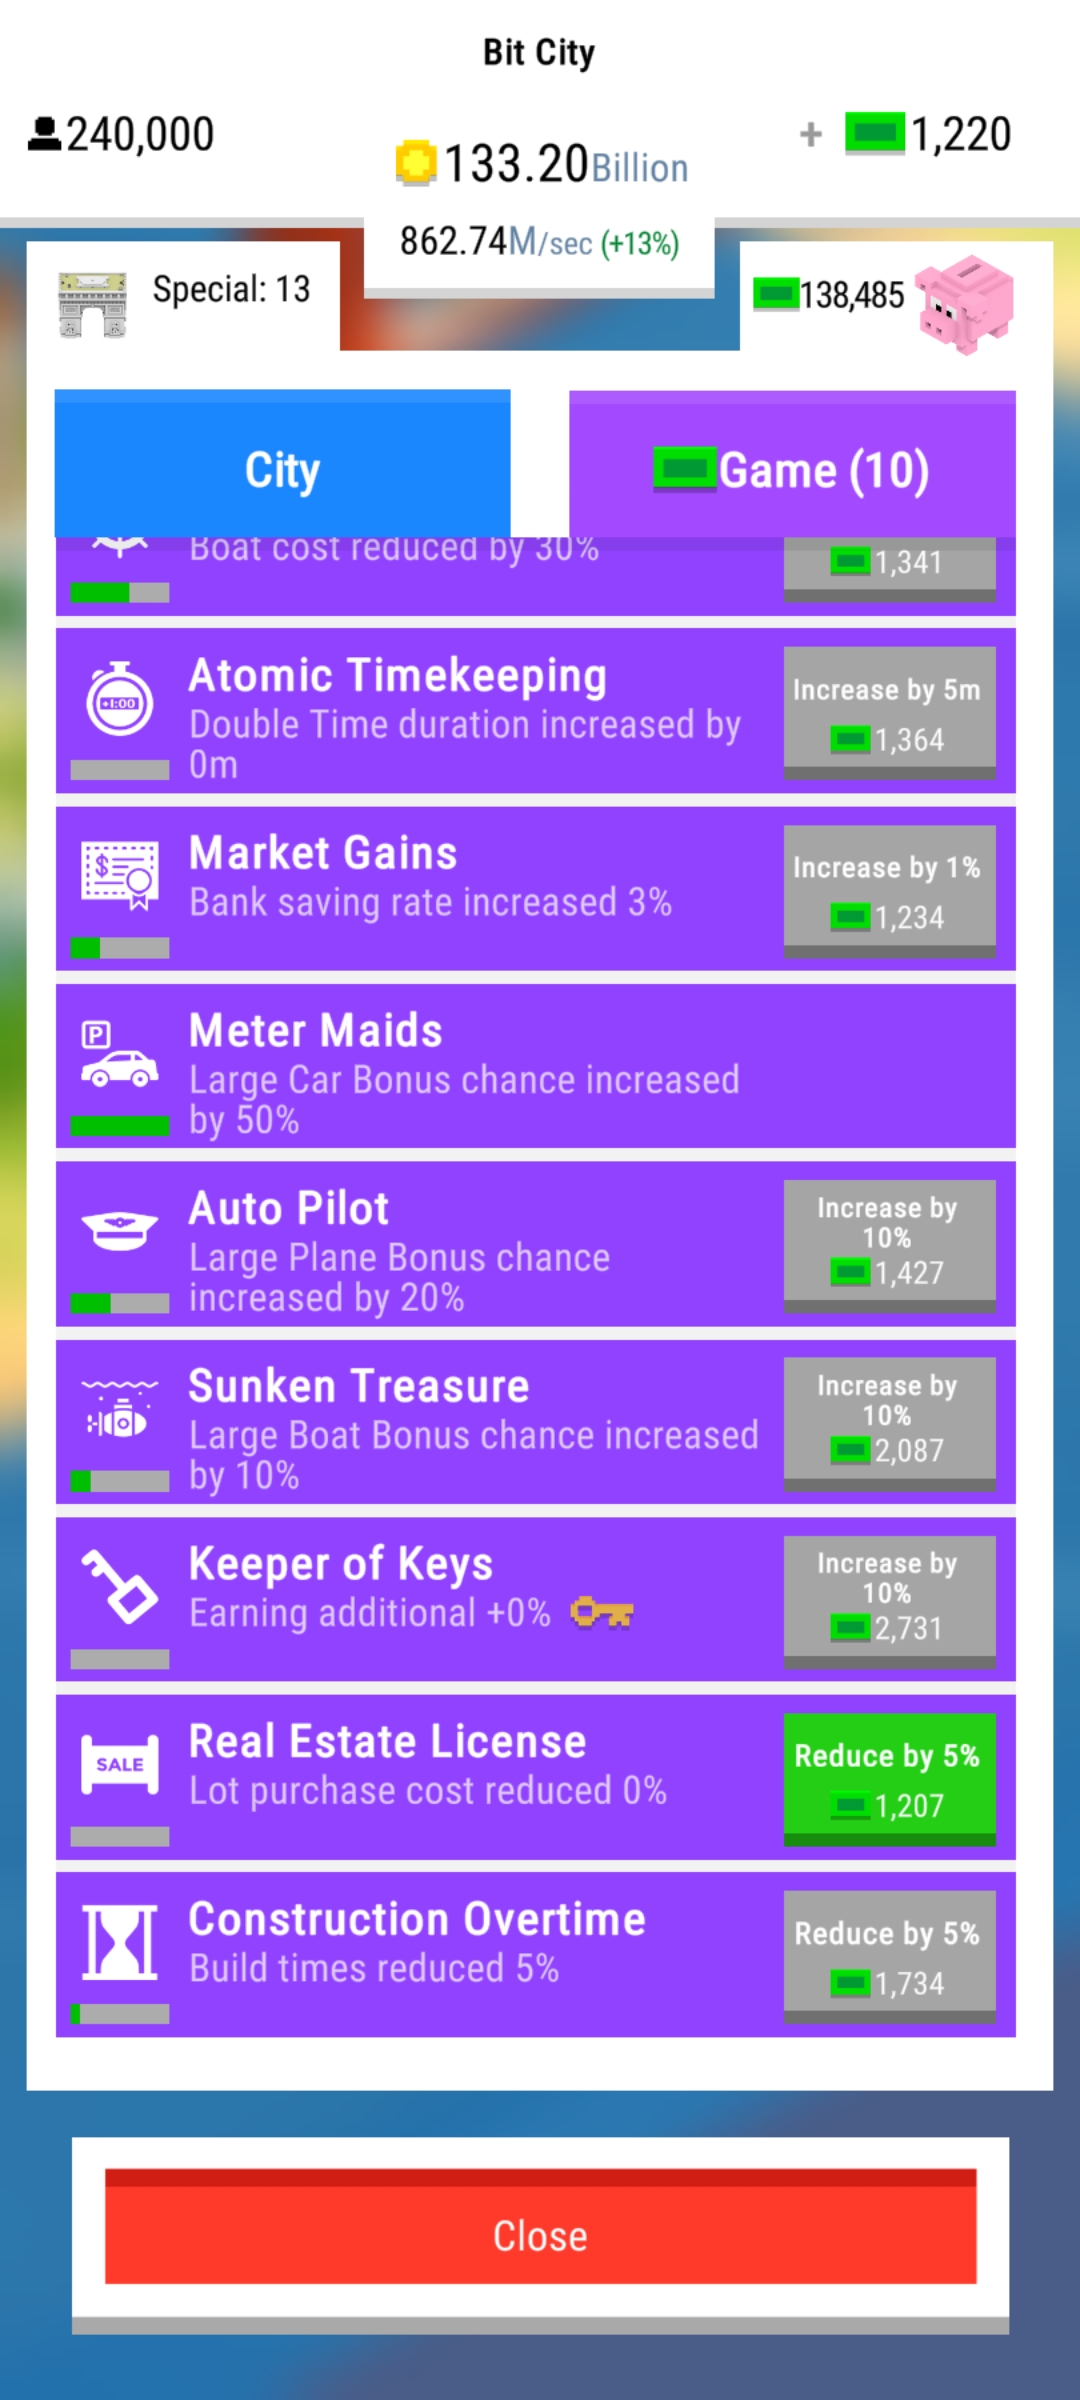 Bit City
240,000
133.20Billion
+ 1,220
862.74M/sec (+13%)
Special: 13
138,485
City
Game (10)
Boat cost reduced by 30%
1,341
Atomic Timekeeping
Double Time duration increased by
0m
Increase by 5m
1,364
Market Gains
Bank saving rate increased 3%
Increase by 1%
1,234
Meter Maids
Large Car Bonus chance increased
by 50%
Auto Pilot
Large Plane Bonus chance
increased by 20%
Increase by
10%
1,427
Sunken Treasure
Large Boat Bonus chance increased
by 10%
Increase by
10%
2,087
Keeper of Keys
Earning additional +0%
Increase by
10%
2,731
SALE
Real Estate License
Lot purchase cost reduced 0%
Reduce by 5%
1,207
Construction Overtime
Build times reduced 5%
Reduce by 5%
1,734
Close
+1:00
$
P